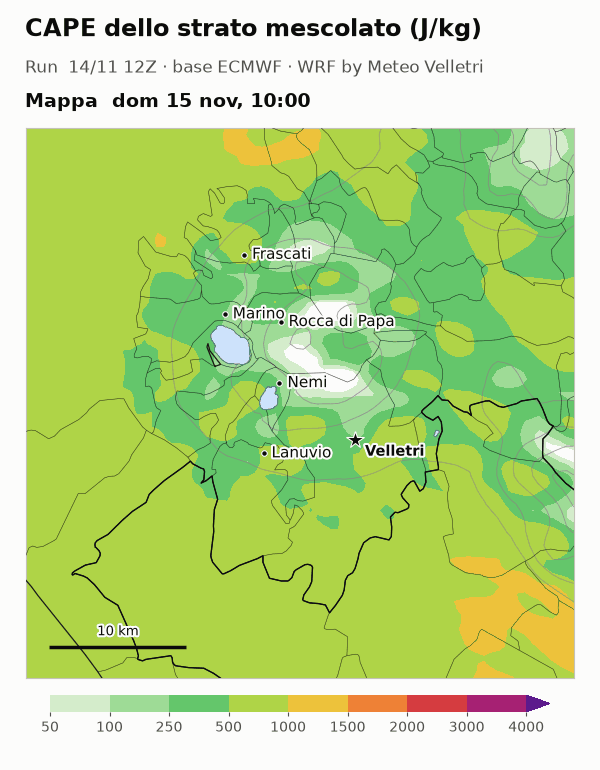 CAPE dello strato mescolato (J/kg)
Run  14/11 12Z · base ECMWF · WRF by Meteo Velletri
Mappa  dom 15 nov, 10:00
Frascati
Marino
Rocca di Papa
Nemi
Velletri
Lanuvio
10 km
50 100 250 500 1000 1500 2000 3000 4000